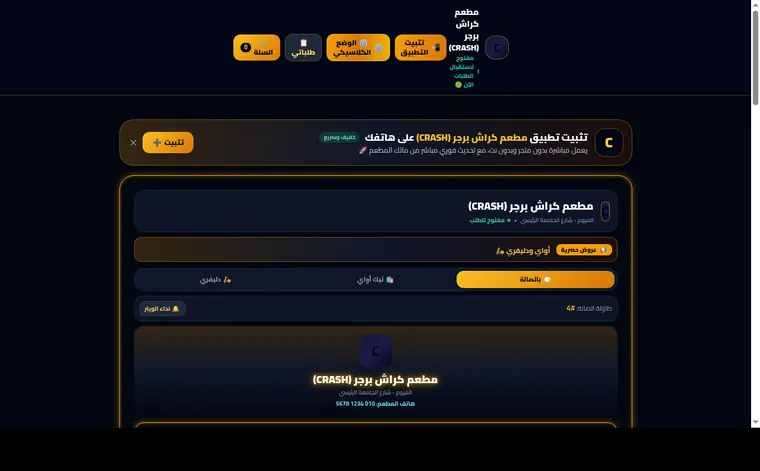 مطعم
كراش
برجر
(CRASH)
مفتوح
لاستقبال
الطلبات
الآن 🟢
C
📲 تثبيت
التطبيق
⚙️ الوضع
الكلاسيكي
📋
طلباتي
السلة 0
تثبيت تطبيق مطعم كراش برجر (CRASH) على هاتفك خفيف وسريع
يعمل مباشرة بدون متجر وبدون نت، مع تحديث فوري مباشر من مالك المطعم 🚀
C
تثبيت ➕
✕
مطعم كراش برجر (CRASH)
الفيوم - شارع الجامعة الرئيسي • مفتوح للطلب
📢 عروض حصرية أواي ودليفري 🛵
🍽️ بالصالة
🛍️ تيك أواي
🛵 دليفري
طاولة الصالة: #4
🔔 نداء الويتر
C
مطعم كراش برجر (CRASH)
الفيوم - شارع الجامعة الرئيسي
هاتف المطعم: 010 1234 5678